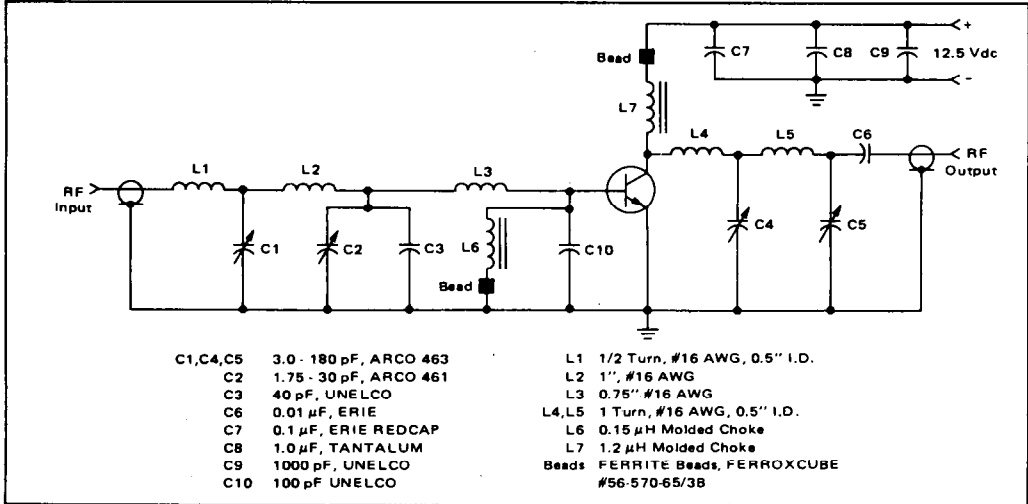 +
Bead
C7
C8
C9
12.5 Vdc
-
L7
L4
L5
C6
RF
Output
L1
L2
L3
RF
Input
C1
C2
C3
L6
C10
C4
C5
Bead
C1,C4,C5 3.0 - 180 pF, ARCO 463
C2 1.75 - 30 pF, ARCO 461
C3 40 pF, UNELCO
C6 0.01 μF, ERIE
C7 0.1 μF, ERIE REDCAP
C8 1.0 μF, TANTALUM
C9 1000 pF, UNELCO
C10 100 pF UNELCO
L1 1/2 Turn, #16 AWG, 0.5" I.D.
L2 1", #16 AWG
L3 0.75" #16 AWG
L4,L5 1 Turn, #16 AWG, 0.5" I.D.
L6 0.15 μH Molded Choke
L7 1.2 μH Molded Choke
Beads FERRITE Beads, FERROXCUBE
#56-570-65/3B